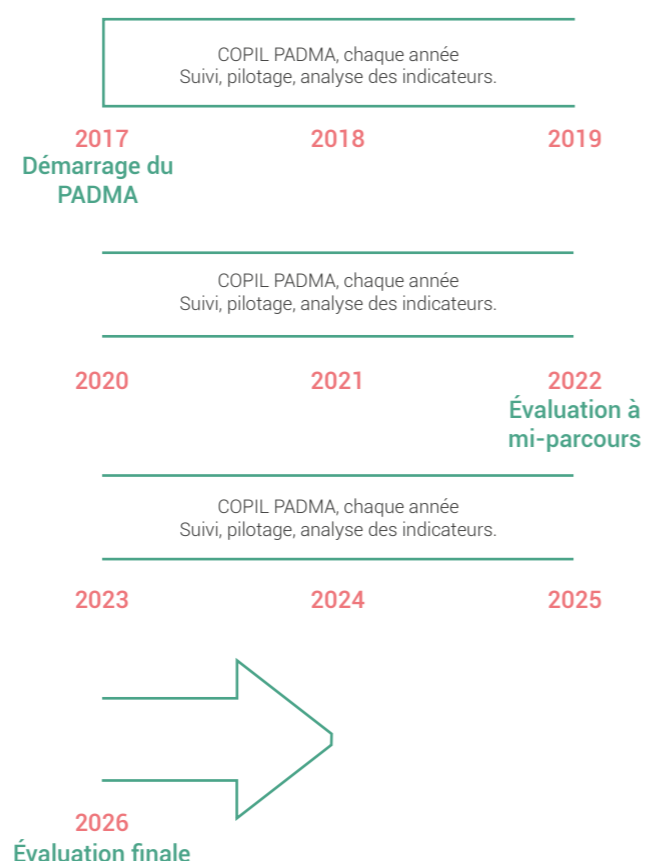 COPIL PADMA, chaque année
Suivi, pilotage, analyse des indicateurs.
2017 2018 2019
Démarrage du
PADMA
COPIL PADMA, chaque année
Suivi, pilotage, analyse des indicateurs.
2020 2021 2022
Évaluation à
mi-parcours
COPIL PADMA, chaque année
Suivi, pilotage, analyse des indicateurs.
2023 2024 2025
2026
Évaluation finale